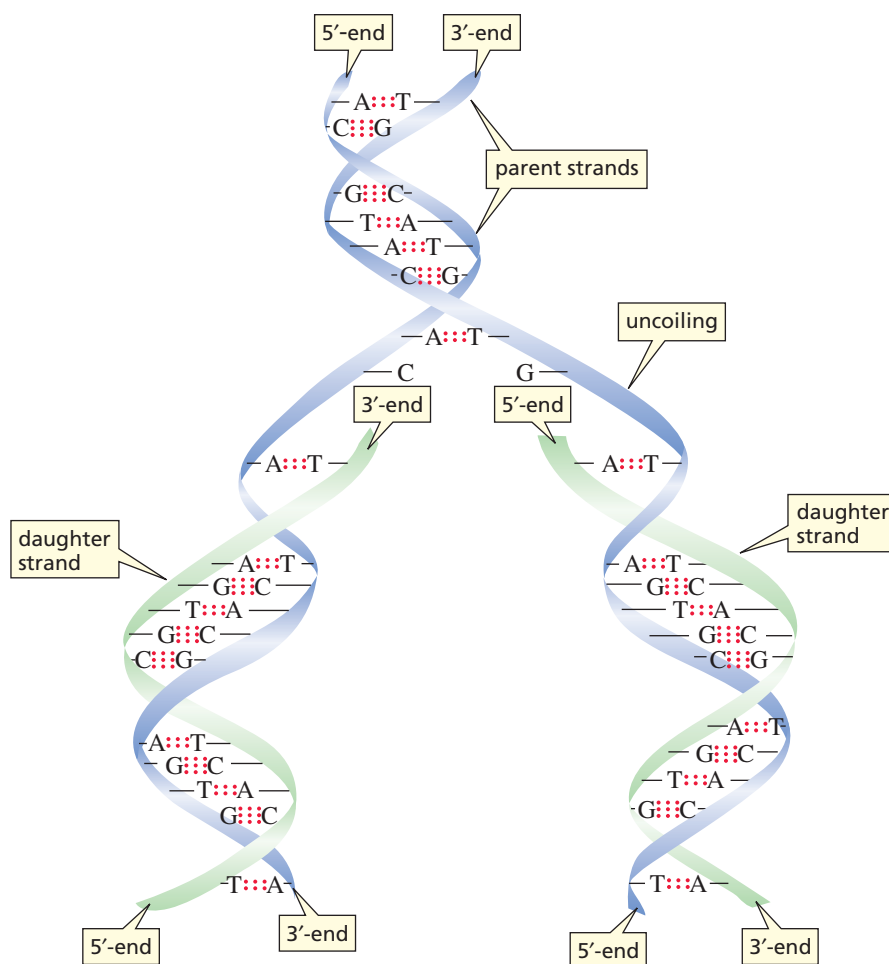 5′-end
3′-end
A T
C G
parent strands
G C
T A
A T
C G
uncoiling
A T
C G
3′-end
5′-end
A T
A T
daughter
strand
daughter
strand
A T
G C
T A
G C
C G
A T
G C
T A
G C
C G
A T
G C
T A
G C
A T
G C
T A
G C
T A
T A
5′-end
3′-end
5′-end
3′-end